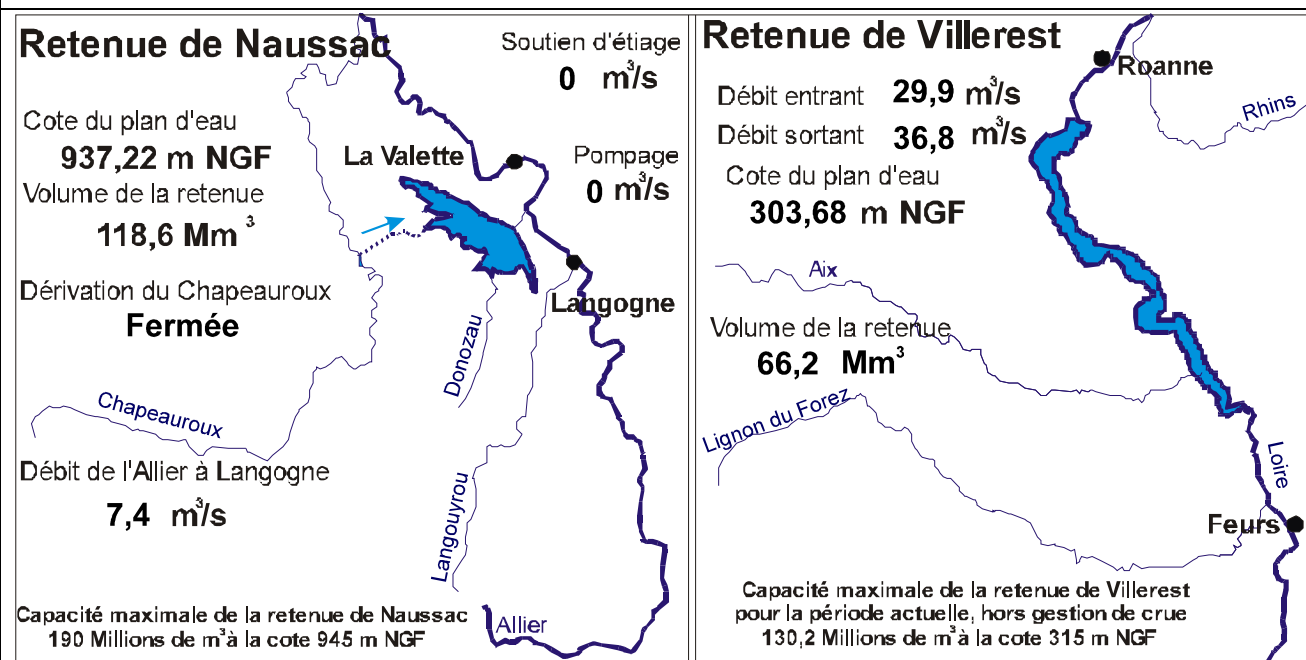 Retenue de Naussac
Soutien d'étiage
0 m³/s
Cote du plan d'eau
937,22 m NGF
La Valette
Pompage
0 m³/s
Volume de la retenue
118,6 Mm³
Dérivation du Chapeauroux
Fermée
Langogne
Donozau
Chapeauroux
Débit de l'Allier à Langogne
7,4 m³/s
Langouyrou
Capacité maximale de la retenue de Naussac
190 Millions de m³ à la cote 945 m NGF
Allier
Retenue de Villerest
Roanne
Débit entrant 29,9 m³/s
Rhins
Débit sortant 36,8 m³/s
Cote du plan d'eau
303,68 m NGF
Aix
Volume de la retenue
66,2 Mm³
Lignon du Forez
Loire
Feurs
Capacité maximale de la retenue de Villerest
pour la période actuelle, hors gestion de crue
130,2 Millions de m³ à la cote 315 m NGF